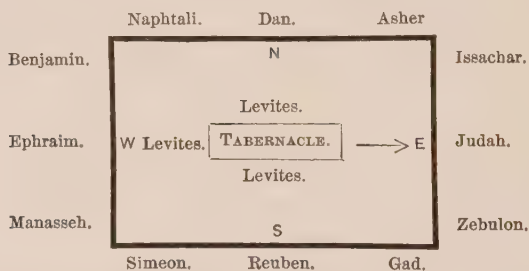 Naphtali. Dan. Asher
Benjamin. N Issachar.
Levites.
Ephraim. W Levites. TABERNACLE. E Judah.
Levites.
Manasseh. S Zebulon.
Simeon. Reuben. Gad.